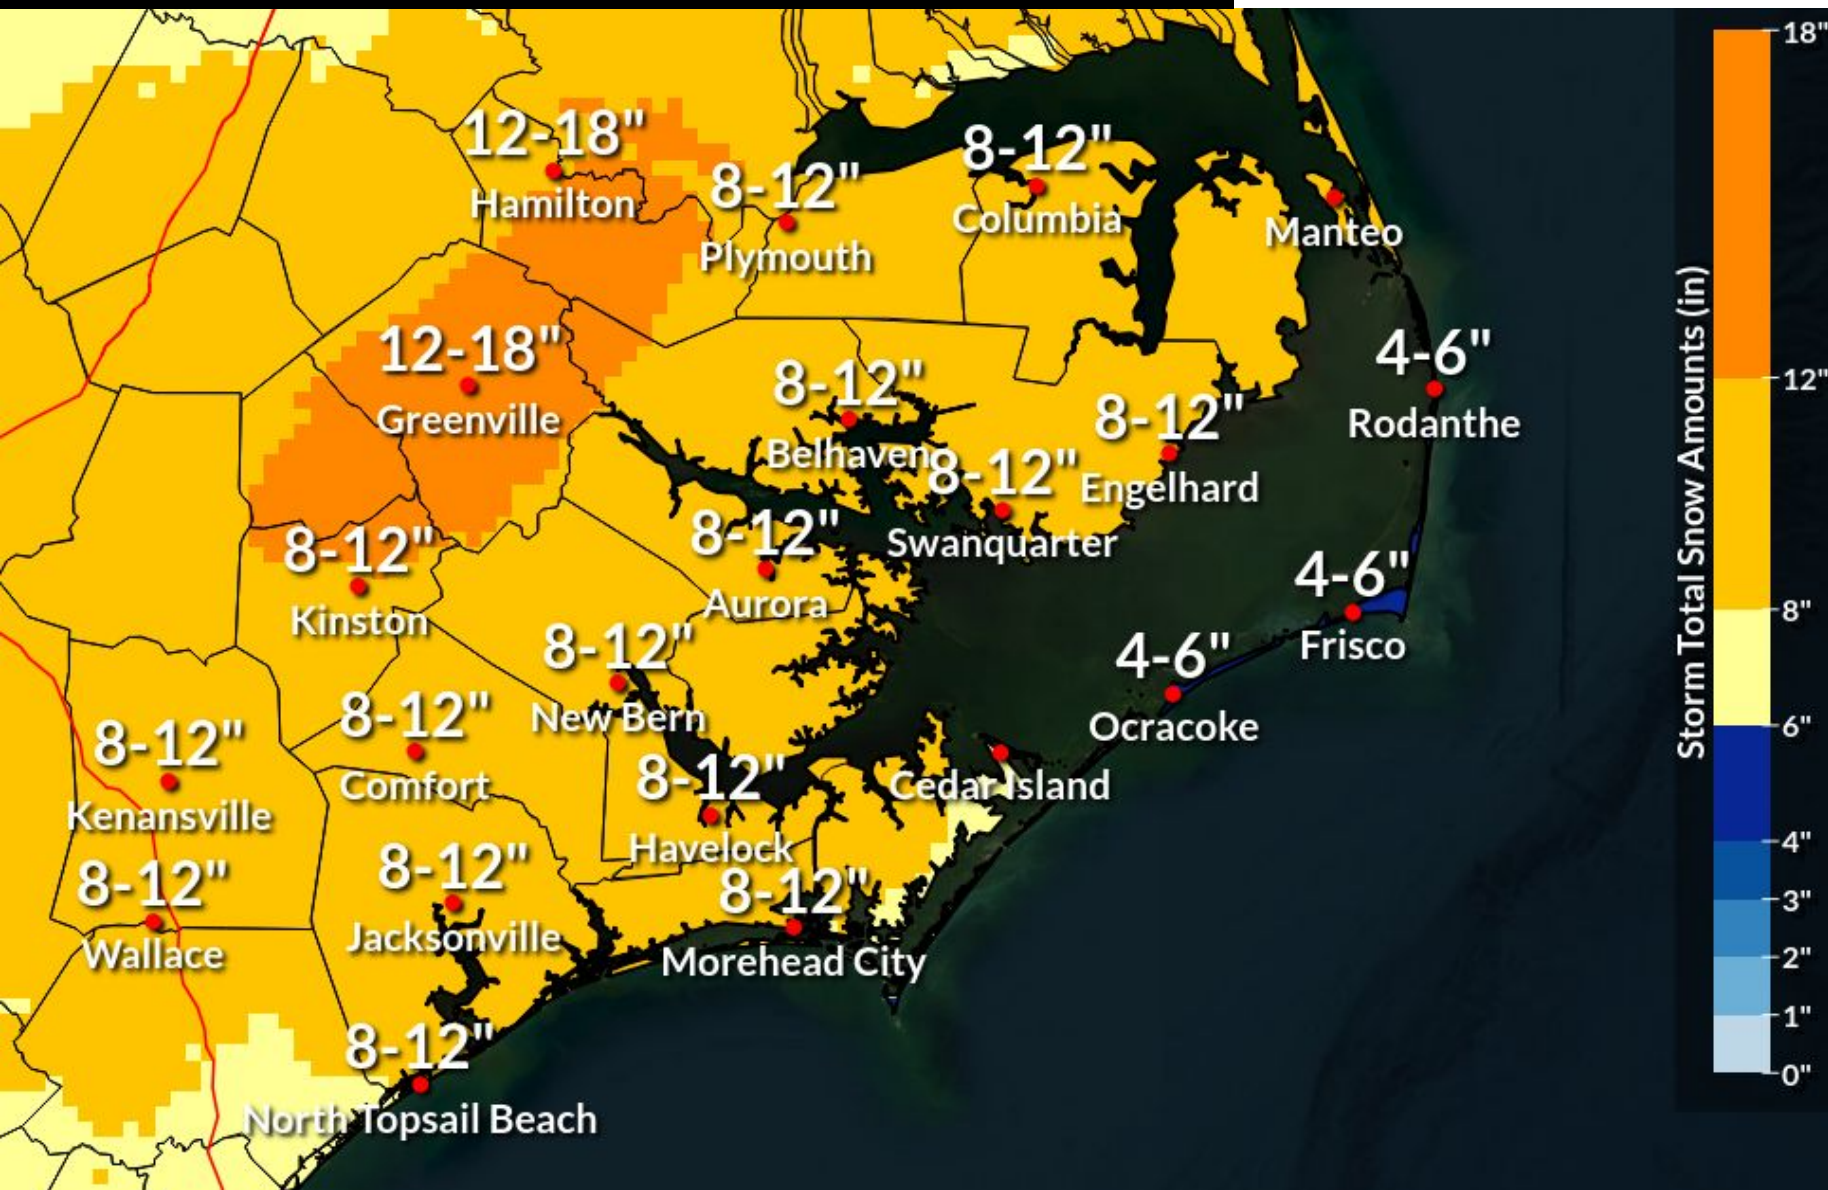 12-18"
Hamilton
8-12"
Plymouth
8-12"
Columbia
Manteo
12-18"
Greenville
8-12"
Belhaven
8-12"
Engelhard
4-6"
Rodanthe
8-12"
Swanquarter
8-12"
Aurora
8-12"
Kinston
4-6"
Frisco
8-12"
New Bern
4-6"
Ocracoke
8-12"
Kenansville
8-12"
Comfort
8-12"
Havelock
Cedar Island
8-12"
Wallace
8-12"
Jacksonville
8-12"
Morehead City
8-12"
North Topsail Beach
Storm Total Snow Amounts (in)
18"
12"
8"
6"
4"
3"
2"
1"
0"